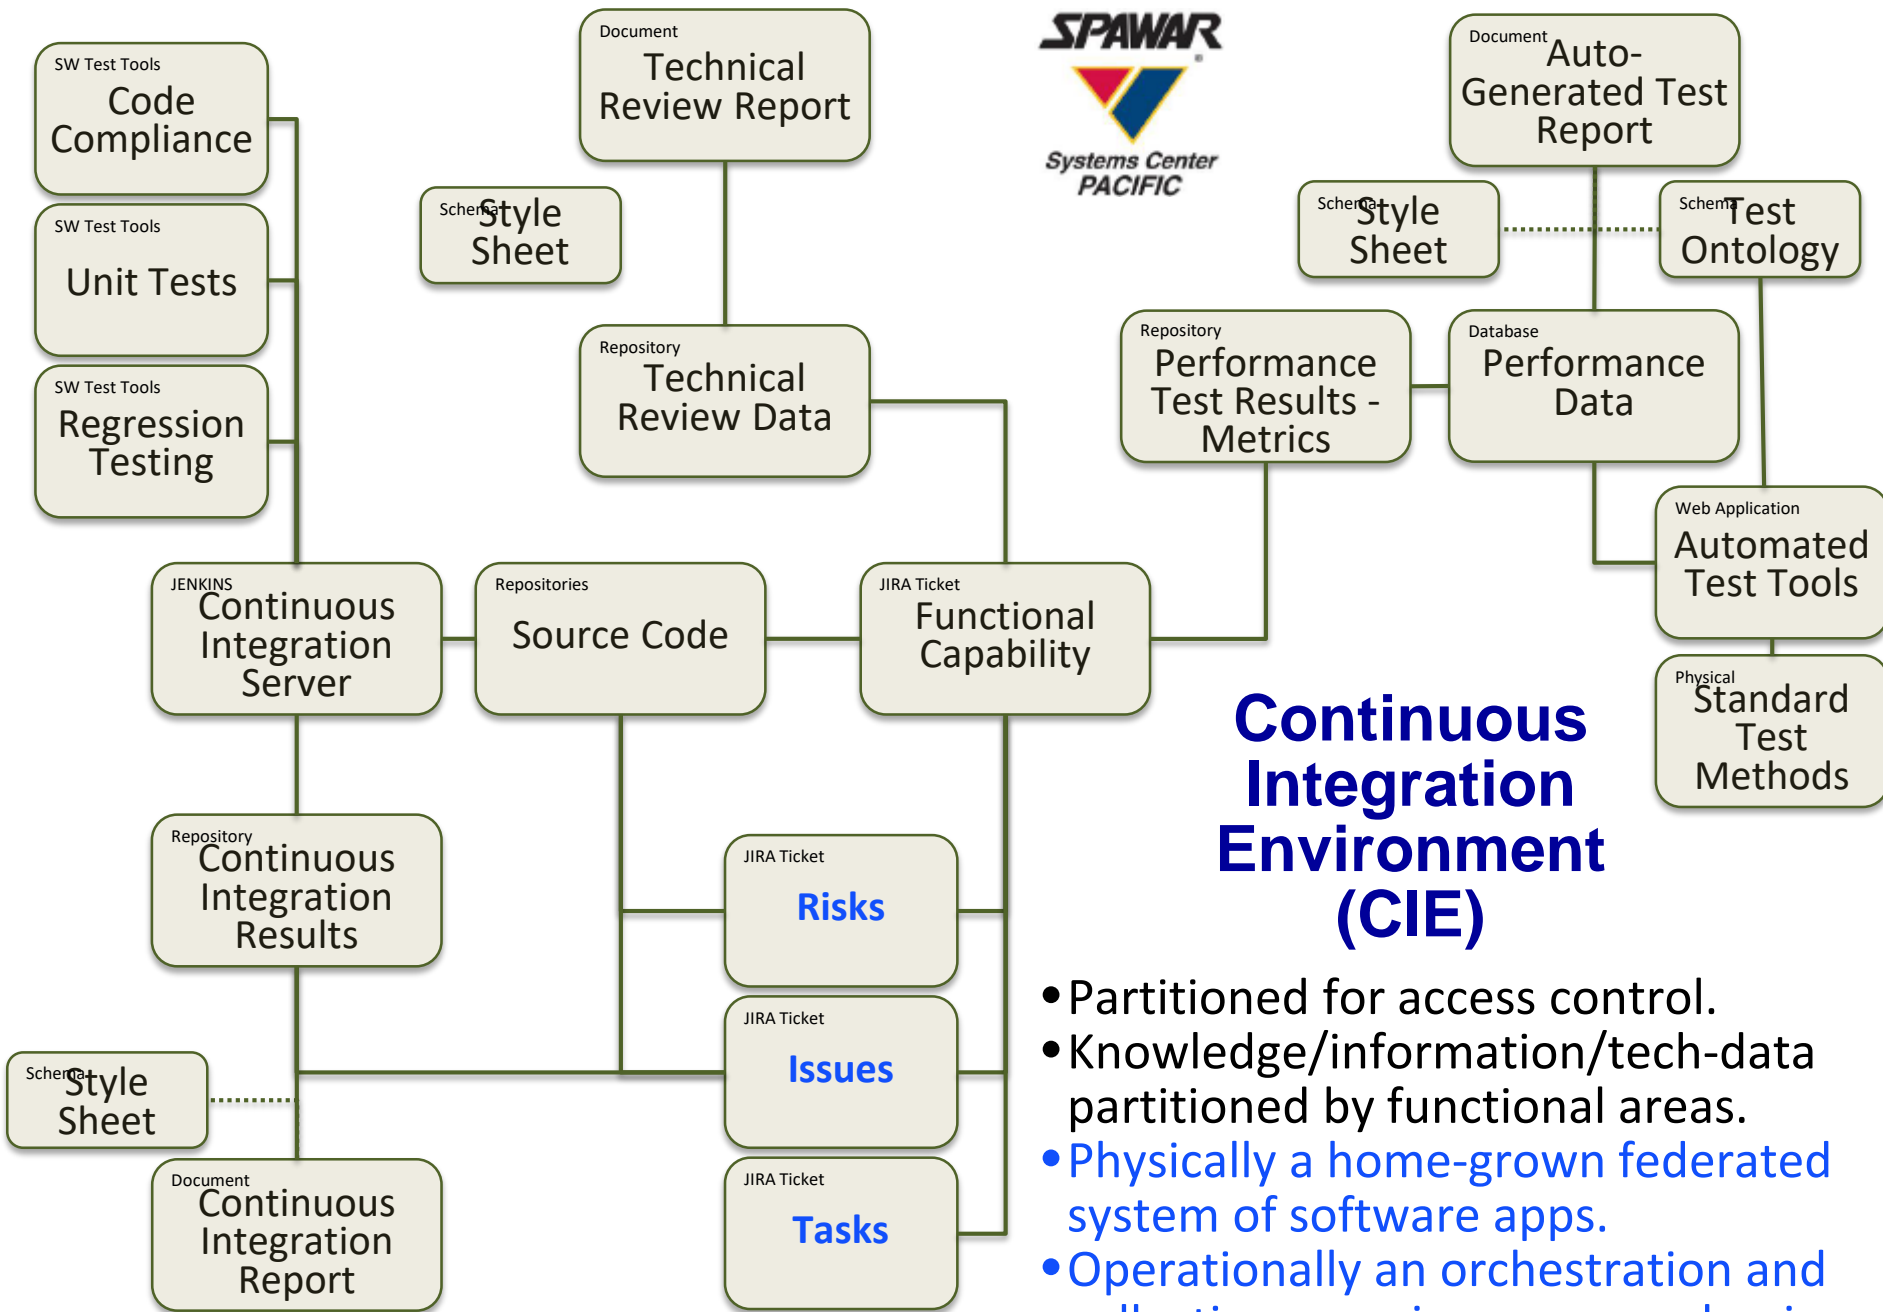 SPAWAR
®
Systems Center
PACIFIC
SW Test Tools
Code
Compliance
SW Test Tools
Unit Tests
SW Test Tools
Regression
Testing
Document
Technical
Review Report
Schema
Style
Sheet
Repository
Technical
Review Data
Document
Auto-
Generated Test
Report
Schema
Style
Sheet
Schema
Test
Ontology
Repository
Performance
Test Results -
Metrics
Database
Performance
Data
Web Application
Automated
Test Tools
Physical
Standard
Test
Methods
JENKINS
Continuous
Integration
Server
Repositories
Source Code
JIRA Ticket
Functional
Capability
Repository
Continuous
Integration
Results
JIRA Ticket
Risks
JIRA Ticket
Issues
JIRA Ticket
Tasks
Schema
Style
Sheet
Document
Continuous
Integration
Report
Continuous
Integration
Environment
(CIE)
•Partitioned for access control.
•Knowledge/information/tech-data
partitioned by functional areas.
•Physically a home-grown federated
system of software apps.
•Operationally an orchestration and